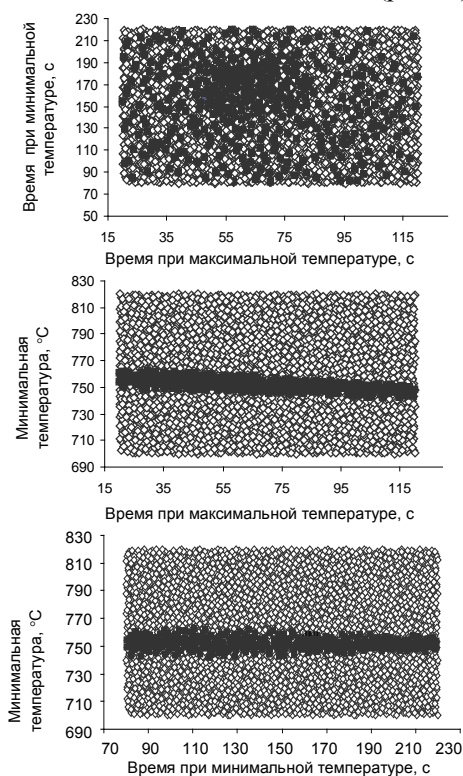 230
210
190
170
150
130
110
90
70
50
Время при минимальной
температуре, с
15 35 55 75 95 115
Время при максимальной температуре, с
830
810
790
770
750
730
710
690
Минимальная
температура, °С
15 35 55 75 95 115
Время при максимальной температуре, с
830
810
790
770
750
730
710
690
Минимальная
температура, °С
70 90 110 130 150 170 190 210 230
Время при минимальной температуре, с